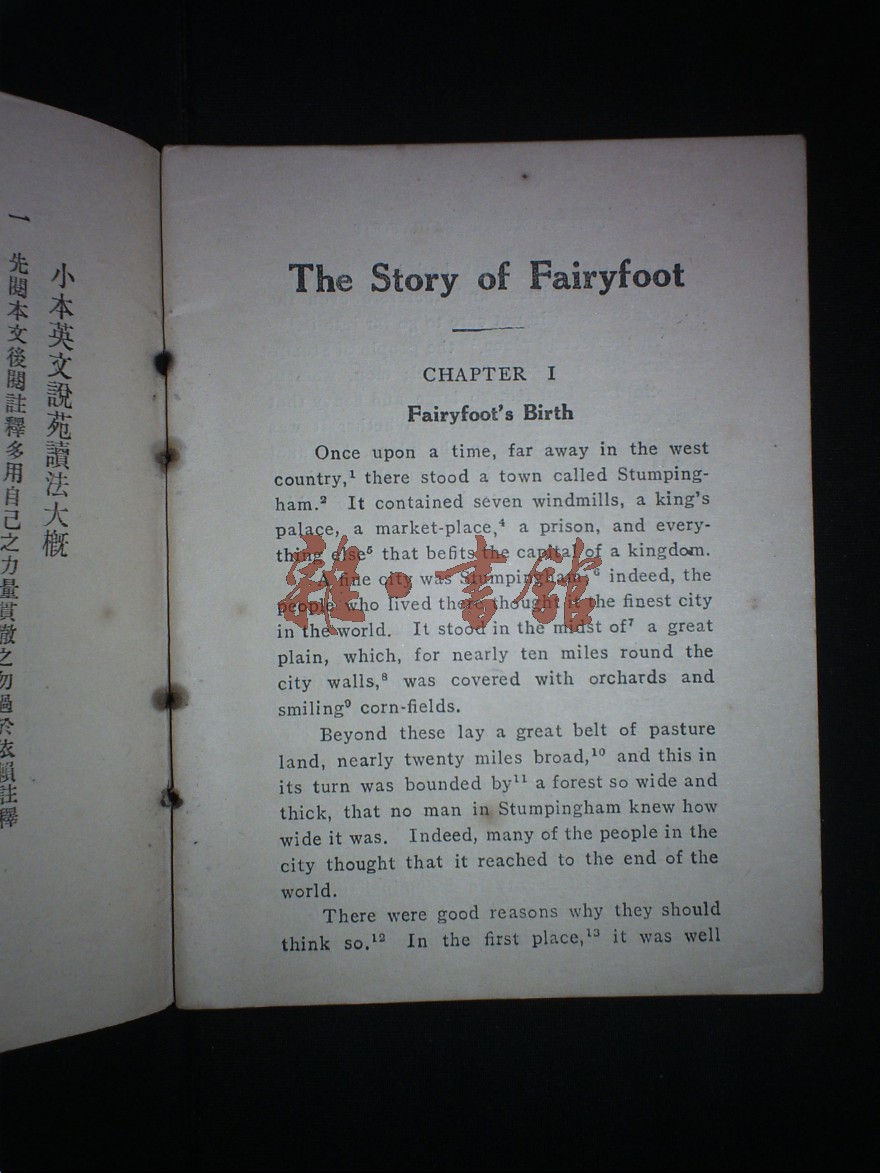 小本英文說苑讀法大槪
一 先閱本文後閱註釋多用自己之力量貫徹之勿過於依賴註釋
The Story of Fairyfoot
CHAPTER I
Fairyfoot's Birth
Once upon a time, far away in the west
country,¹ there stood a town called Stumping-
ham.² It contained seven windmills, a king's
palace, a market-place,⁴ a prison, and every-
thing else⁵ that befits the capital of a kingdom.
A fine city was Stumpingham,⁶ indeed, the
people who lived there thought it the finest city
in the world. It stood in the midst of⁷ a great
plain, which, for nearly ten miles round the
city walls,⁸ was covered with orchards and
smiling⁹ corn-fields.
Beyond these lay a great belt of pasture
land, nearly twenty miles broad,¹⁰ and this in
its turn was bounded by¹¹ a forest so wide and
thick, that no man in Stumpingham knew how
wide it was. Indeed, many of the people in the
city thought that it reached to the end of the
world.
There were good reasons why they should
think so.¹² In the first place,¹³ it was well
雜·書館